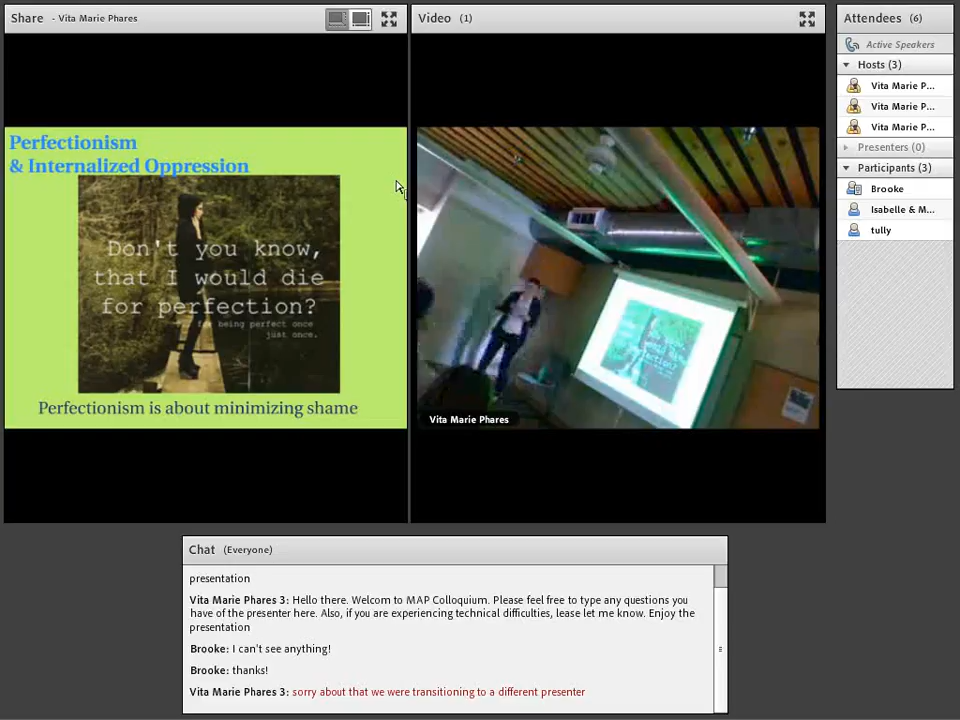 Share - Vita Marie Phares
Video (1)
Attendees (6)
Active Speakers
Hosts (3)
Vita Marie P...
Vita Marie P...
Vita Marie P...
Presenters (0)
Participants (3)
Brooke
Isabelle & M...
tully
Perfectionism
& Internalized Oppression
Don't you know,
that I would die
for perfection?
for being perfect once
just once.
Perfectionism is about minimizing shame
Vita Marie Phares
Chat (Everyone)
presentation
Vita Marie Phares 3: Hello there. Welcom to MAP Colloquium. Please feel free to type any questions you
have of the presenter here. Also, if you are experiencing technical difficulties, lease let me know. Enjoy the
presentation
Brooke: I can't see anything!
Brooke: thanks!
Vita Marie Phares 3: sorry about that we were transitioning to a different presenter